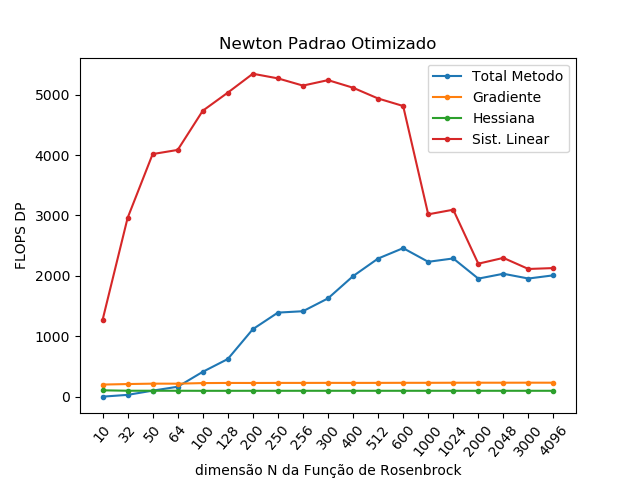 Newton Padrao Otimizado
Total Metodo
Gradiente
Hessiana
Sist. Linear
FLOPS DP
5000
4000
3000
2000
1000
0
10 32 50 64 100 128 200 250 256 300 400 512 600 1000 1024 2000 2048 3000 4096
dimensão N da Função de Rosenbrock